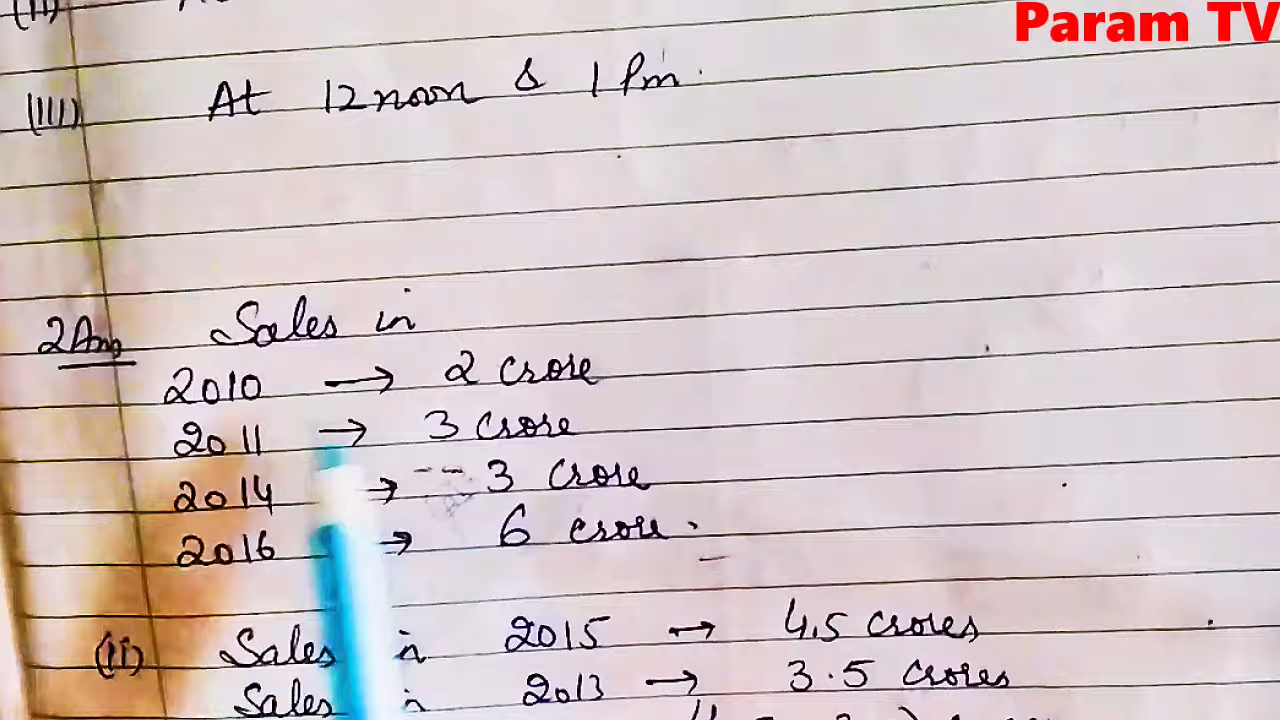 Param TV
(II)
(III) At 12 noon & 1 Pm.
2Ans Sales in
2010 → 2 crore
2011 → 3 crore
2014 → 3 crore
2016 → 6 crore.
(ii) Sales in 2015 → 4.5 crores
Sales in 2013 → 3.5 crores